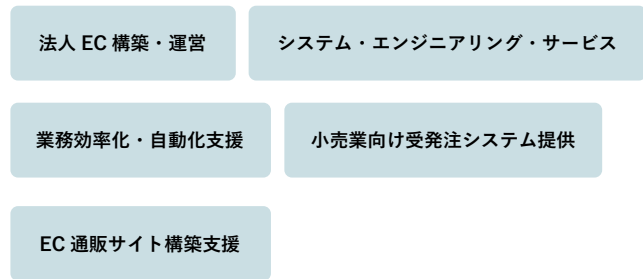 法人 EC 構築・運営
システム・エンジニアリング・サービス
業務効率化・自動化支援
小売業向け受発注システム提供
EC 通販サイト構築支援